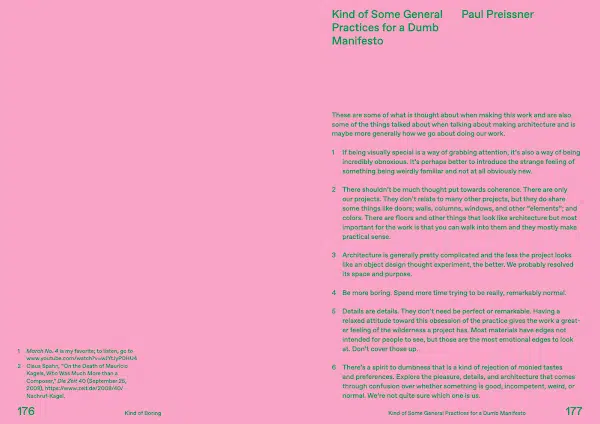 1 March No. 4 is my favorite; to listen, go to
2 Claus Spahn, "On the Death of Mauricio
Kagel, Who Was Much More than a
Composer," Die Zeit 40 (September 26,
2008), https://www.zeit.de/2008/40/
Nachruf-Kagel.
176
Kind of Boring
Kind of Some General
Practices for a Dumb
Manifesto
Paul Preissner
These are some of what is thought about when making this work and are also
some of the things talked about when talking about making architecture and is
maybe more generally how we go about doing our work.
1 If being visually special is a way of grabbing attention, it's also a way of being
incredibly obnoxious. It's perhaps better to introduce the strange feeling of
something being weirdly familiar and not at all obviously new.
2 There shouldn't be much thought put towards coherence. There are only
our projects. They don't relate to many other projects, but they do share
some things like doors; walls, columns, windows, and other "elements"; and
colors. There are floors and other things that look like architecture but most
important for the work is that you can walk into them and they mostly make
practical sense.
3 Architecture is generally pretty complicated and the less the project looks
like an object design thought experiment, the better. We probably resolved
its space and purpose.
4 Be more boring. Spend more time trying to be really, remarkably normal.
5 Details are details. They don't need be perfect or remarkable. Having a
relaxed attitude toward this obsession of the practice gives the work a great-
er feeling of the wilderness a project has. Most materials have edges not
intended for people to see, but those are the most emotional edges to look
at. Don't cover those up.
6 There's a spirit to dumbness that is a kind of rejection of monied tastes
and preferences. Explore the pleasure, details, and architecture that comes
through confusion over whether something is good, incompetent, weird, or
normal. We're not quite sure which one is us.
Kind of Some General Practices for a Dumb Manifesto
177